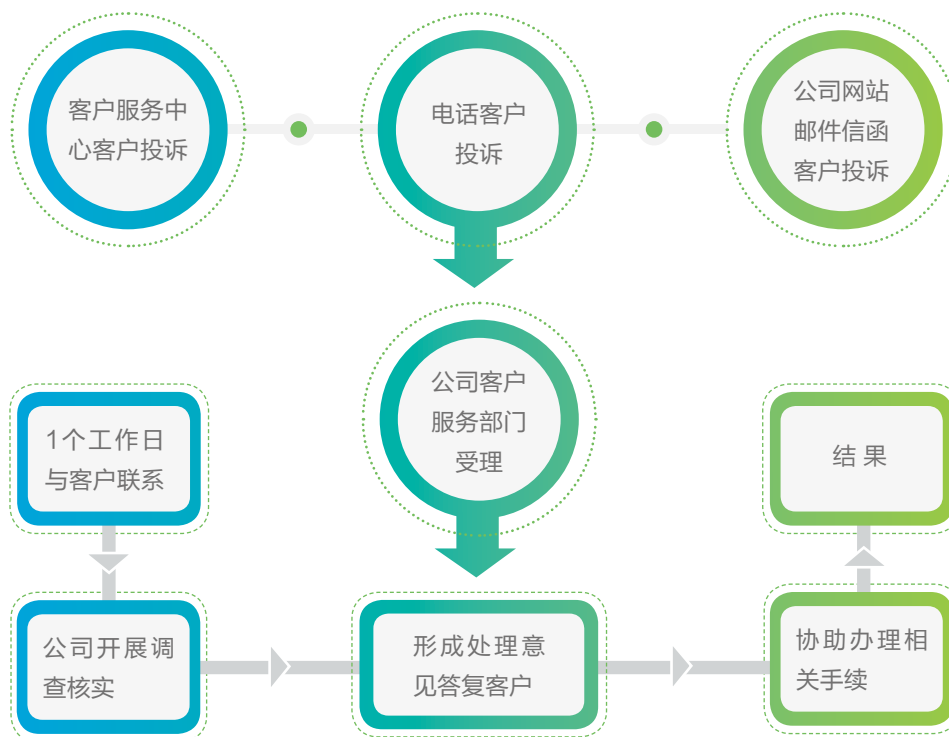 客户服务中
心客户投诉
电话客户
投诉
公司网站
邮件信函
客户投诉
公司客户
服务部门
受理
1个工作日
与客户联系
结果
公司开展调
查核实
形成处理意
见答复客户
协助办理相
关手续